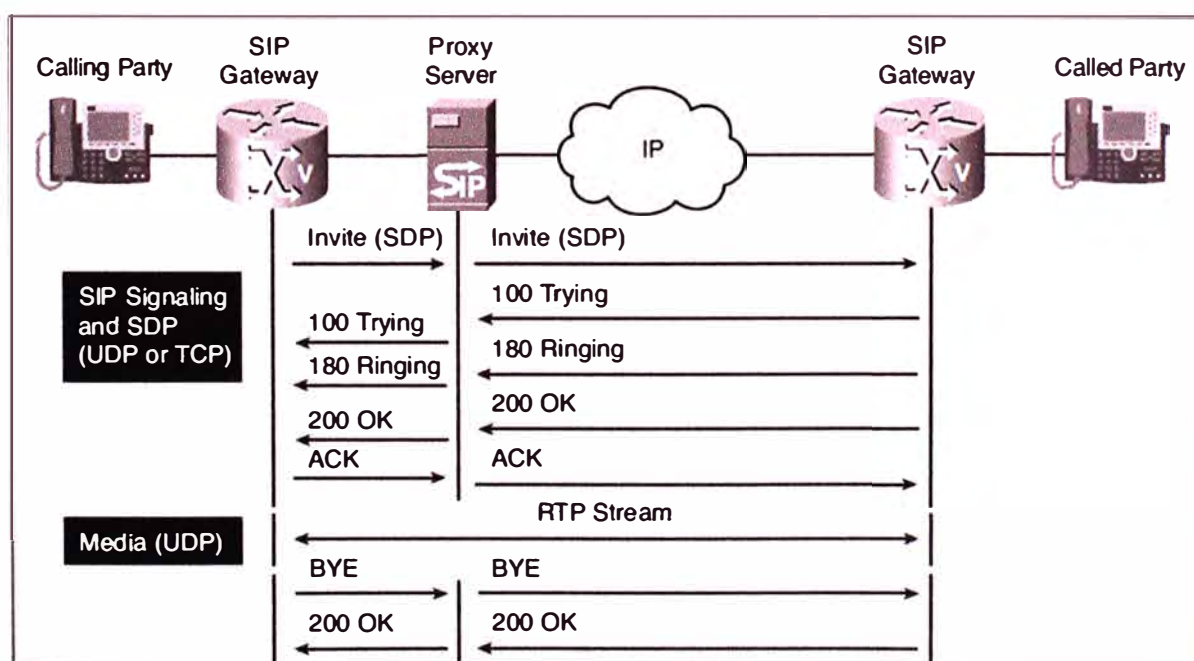 Calling Party
SIP
Gateway
Proxy
Server
SIP
Gateway
Called Party
V
SIP
IP
V
Invite (SDP)
Invite (SDP)
SIP Signaling
and SDP
(UDP or TCP)
100 Trying
100 Trying
180 Ringing
180 Ringing
200 OK
200 OK
ACK
ACK
RTP Stream
Media (UDP)
BYE
BYE
200 OK
200 OK